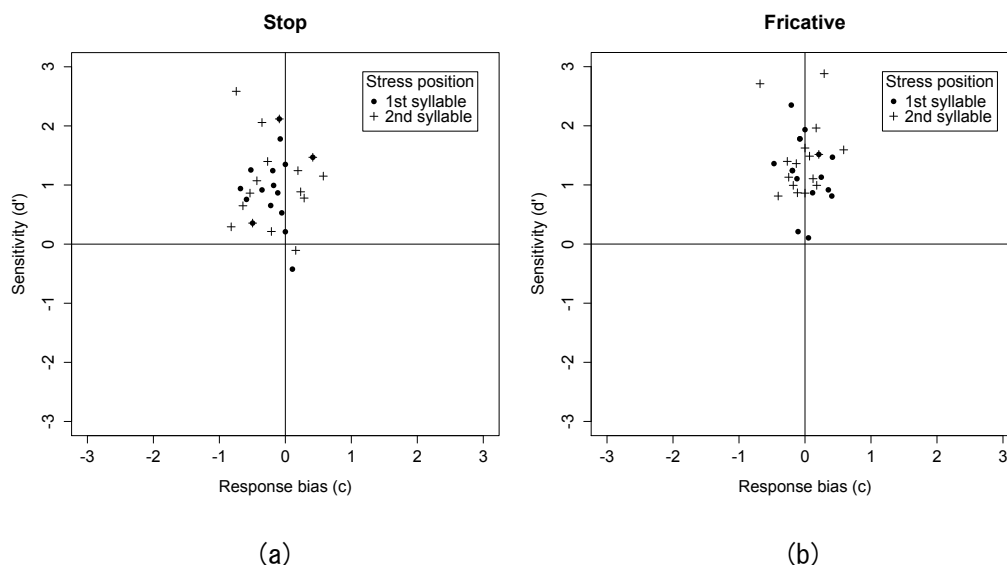 Stop
Sensitivity (d')
3
2
1
0
-1
-2
-3
Stress position
1st syllable
2nd syllable
-3 -2 -1 0 1 2 3
Response bias (c)
(a)
Fricative
Sensitivity (d')
3
2
1
0
-1
-2
-3
Stress position
1st syllable
2nd syllable
-3 -2 -1 0 1 2 3
Response bias (c)
(b)